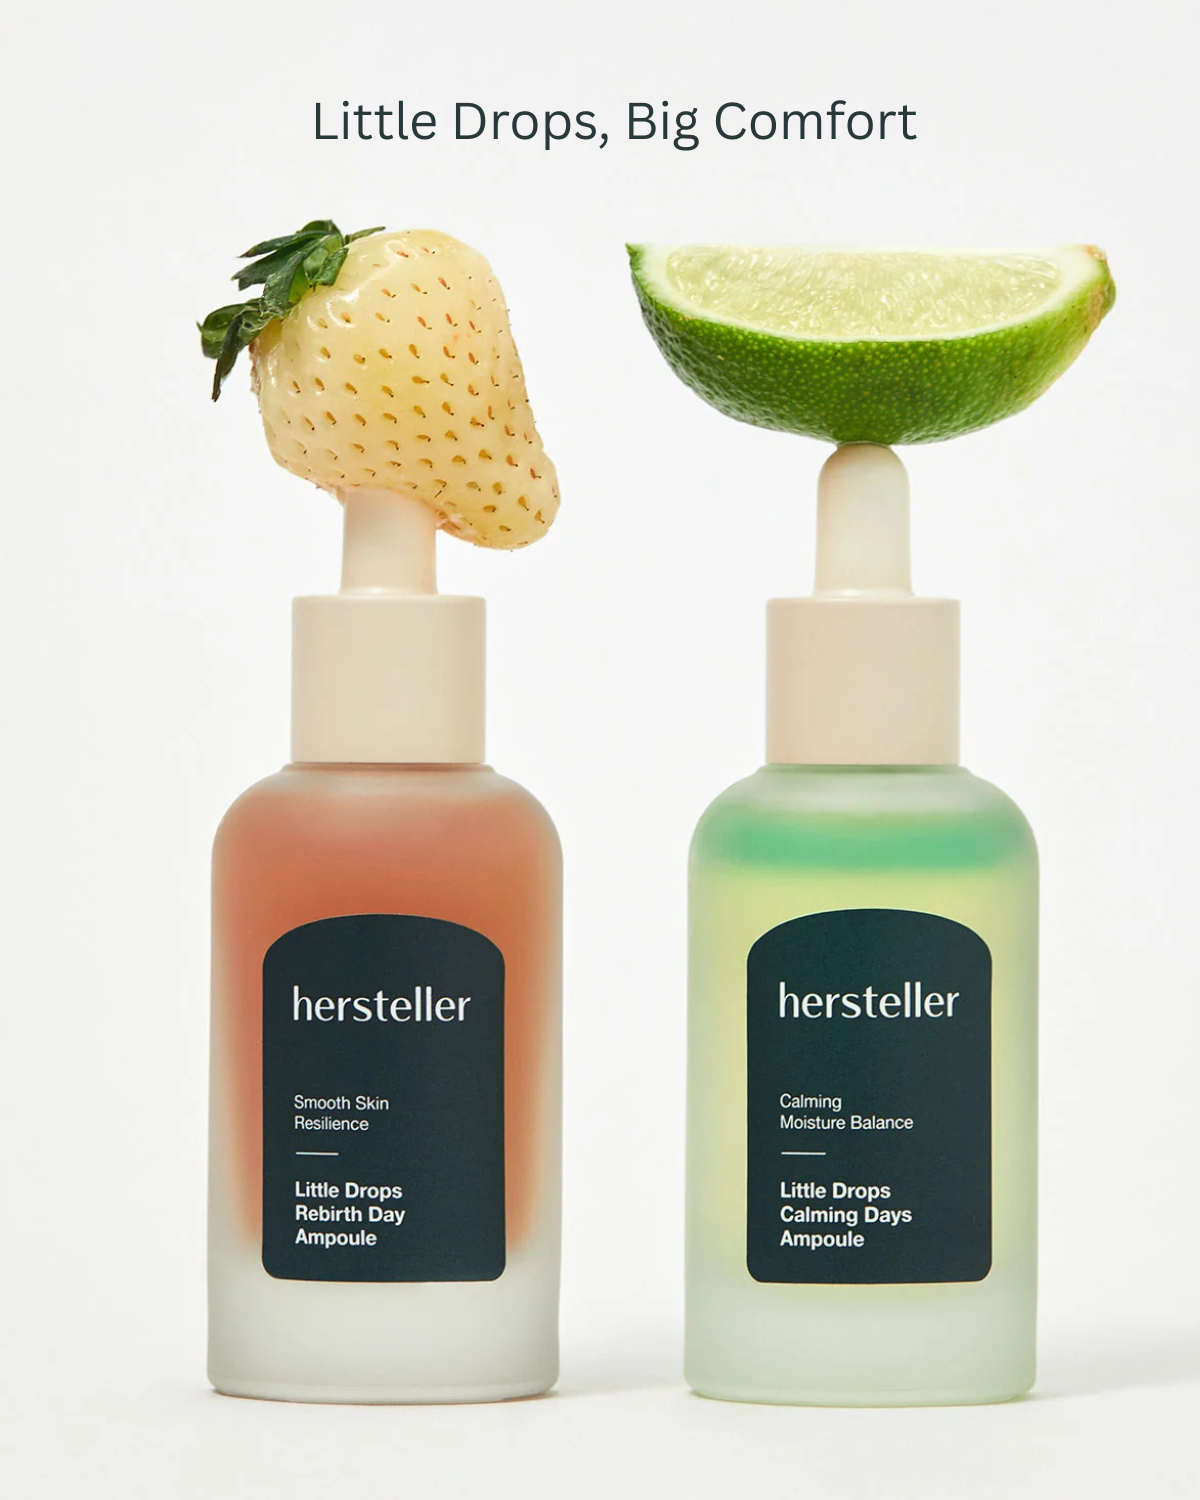 Little Drops, Big Comfort
hersteller
Smooth Skin
Resilience
Little Drops
Rebirth Day
Ampoule
hersteller
Calming
Moisture Balance
Little Drops
Calming Days
Ampoule